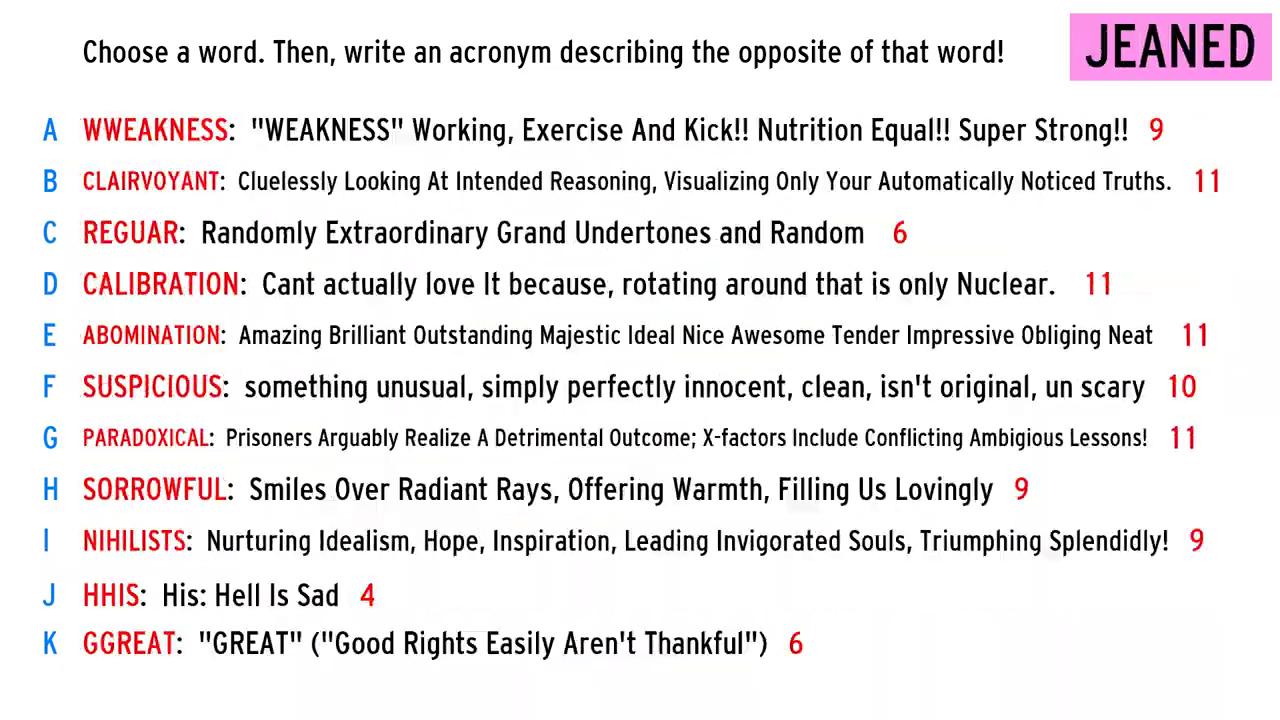 Choose a word. Then, write an acronym describing the opposite of that word!
JEANED
A WWEAKNESS: "WEAKNESS" Working, Exercise And Kick!! Nutrition Equal!! Super Strong!! 9
B CLAIRVOYANT: Cluelessly Looking At Intended Reasoning, Visualizing Only Your Automatically Noticed Truths. 11
C REGUAR: Randomly Extraordinary Grand Undertones and Random 6
D CALIBRATION: Cant actually love It because, rotating around that is only Nuclear. 11
E ABOMINATION: Amazing Brilliant Outstanding Majestic Ideal Nice Awesome Tender Impressive Obliging Neat 11
F SUSPICIOUS: something unusual, simply perfectly innocent, clean, isn't original, un scary 10
G PARADOXICAL: Prisoners Arguably Realize A Detrimental Outcome; X-factors Include Conflicting Ambigious Lessons! 11
H SORROWFUL: Smiles Over Radiant Rays, Offering Warmth, Filling Us Lovingly 9
I NIHILISTS: Nurturing Idealism, Hope, Inspiration, Leading Invigorated Souls, Triumphing Splendidly! 9
J HHIS: His: Hell Is Sad 4
K GGREAT: "GREAT" ("Good Rights Easily Aren't Thankful") 6